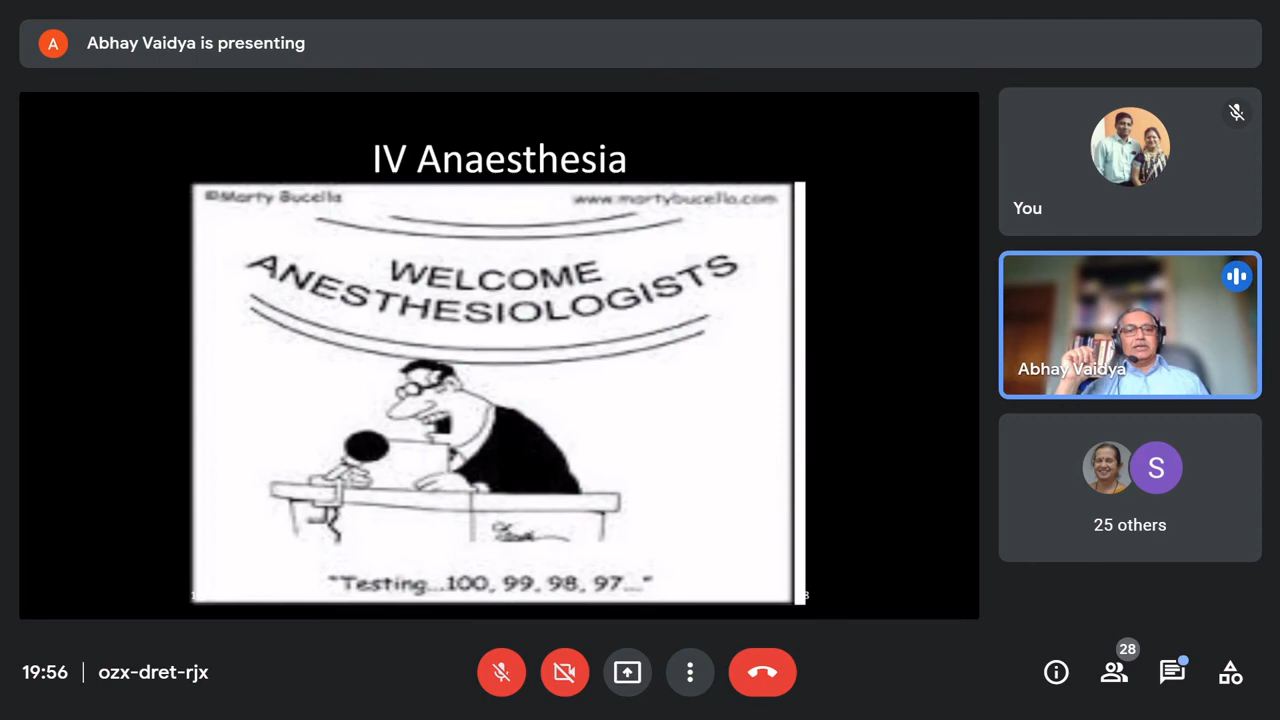 A Abhay Vaidya is presenting
IV Anaesthesia
©Marty Bucella www.martybucella.com
WELCOME
ANESTHESIOLOGISTS
"Testing...100, 99, 98, 97...."
You
Abhay Vaidya
S
25 others
19:56 | ozx-dret-rjx
28